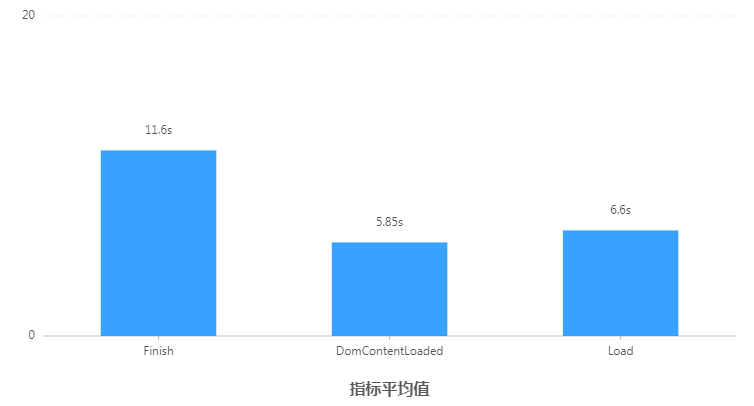 20
11.6s
6.6s
5.85s
0
Finish
DomContentLoaded
Load
指标平均值